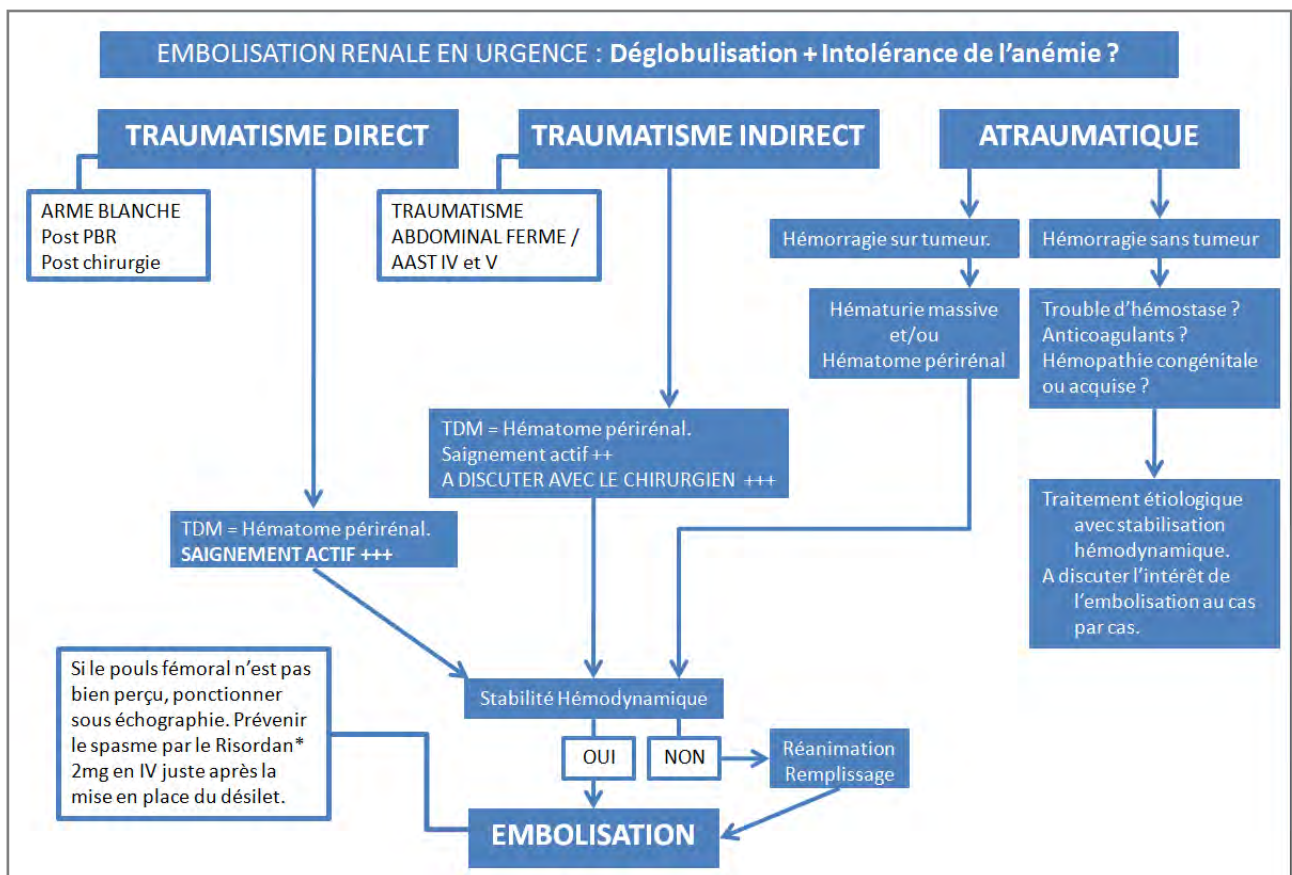 EMBOLISATION RENALE EN URGENCE : Déglobulisation + Intolérance de l’anémie ?
TRAUMATISME DIRECT
TRAUMATISME INDIRECT
ATRAUMATIQUE
ARME BLANCHE
Post PBR
Post chirurgie
TRAUMATISME
ABDOMINAL FERME /
AAST IV et V
Hémorragie sur tumeur.
Hémorragie sans tumeur
Hématurie massive
et/ou
Hématome périrénal
Trouble d’hémostase ?
Anticoagulants ?
Hémopathie congénitale
ou acquise ?
TDM = Hématome périrénal.
Saignement actif ++
A DISCUTER AVEC LE CHIRURGIEN +++
TDM = Hématome périrénal.
SAIGNEMENT ACTIF +++
Traitement étiologique
avec stabilisation
hémodynamique.
A discuter l’intérêt de
l’embolisation au cas
par cas.
Si le pouls fémoral n’est pas
bien perçu, ponctionner
sous échographie. Prévenir
le spasme par le Risordan*
2mg en IV juste après la
mise en place du désilet.
Stabilité Hémodynamique
OUI
NON
Réanimation
Remplissage
EMBOLISATION